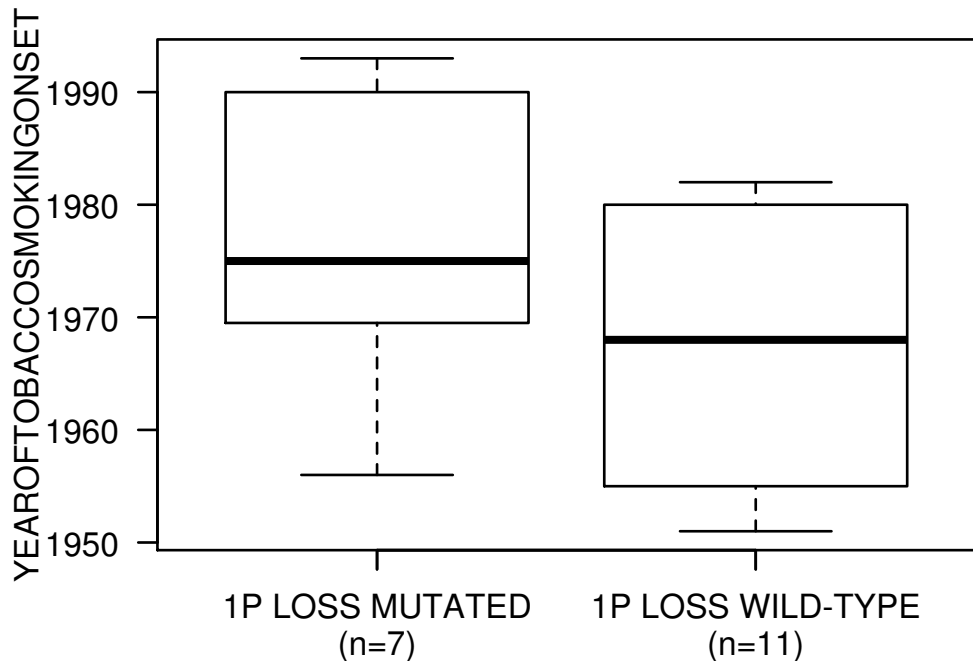 YEAROFTOBACCOSMOKINGONSET
1990
1980
1970
1960
1950
1P LOSS MUTATED
(n=7)
1P LOSS WILD-TYPE
(n=11)